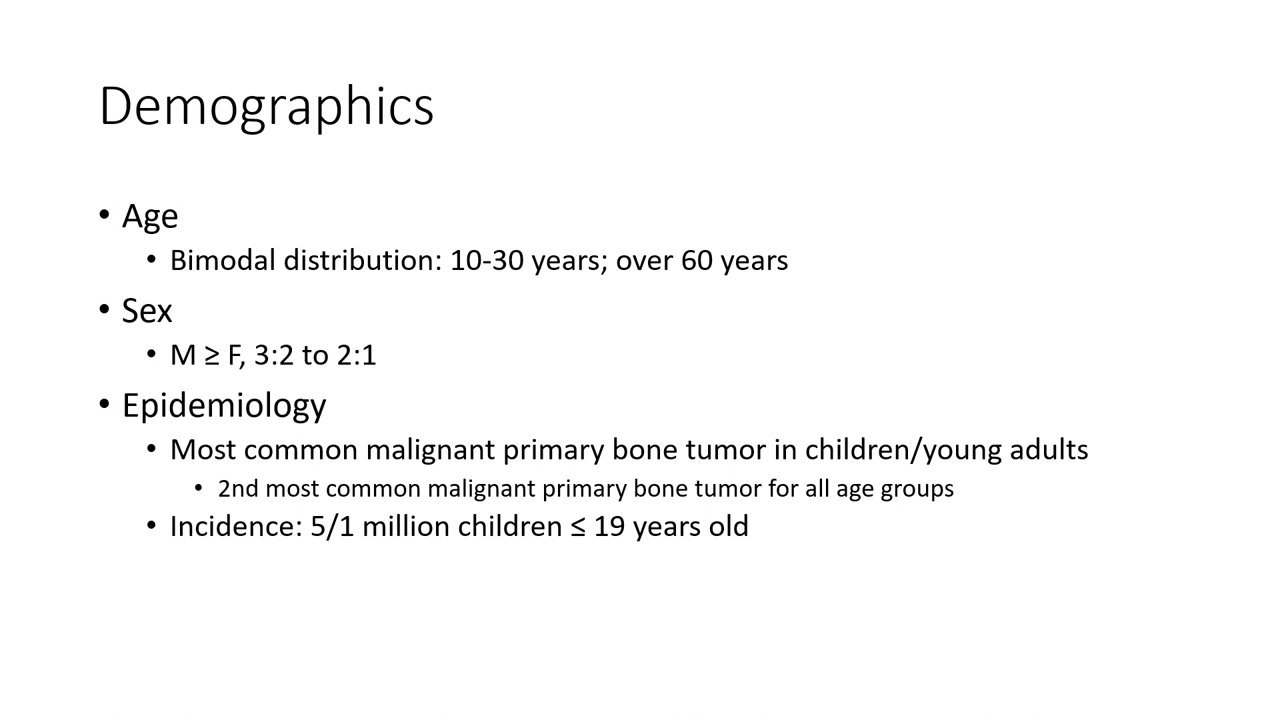 Demographics
• Age
• Bimodal distribution: 10-30 years; over 60 years
• Sex
• M ≥ F, 3:2 to 2:1
• Epidemiology
• Most common malignant primary bone tumor in children/young adults
• 2nd most common malignant primary bone tumor for all age groups
• Incidence: 5/1 million children ≤ 19 years old